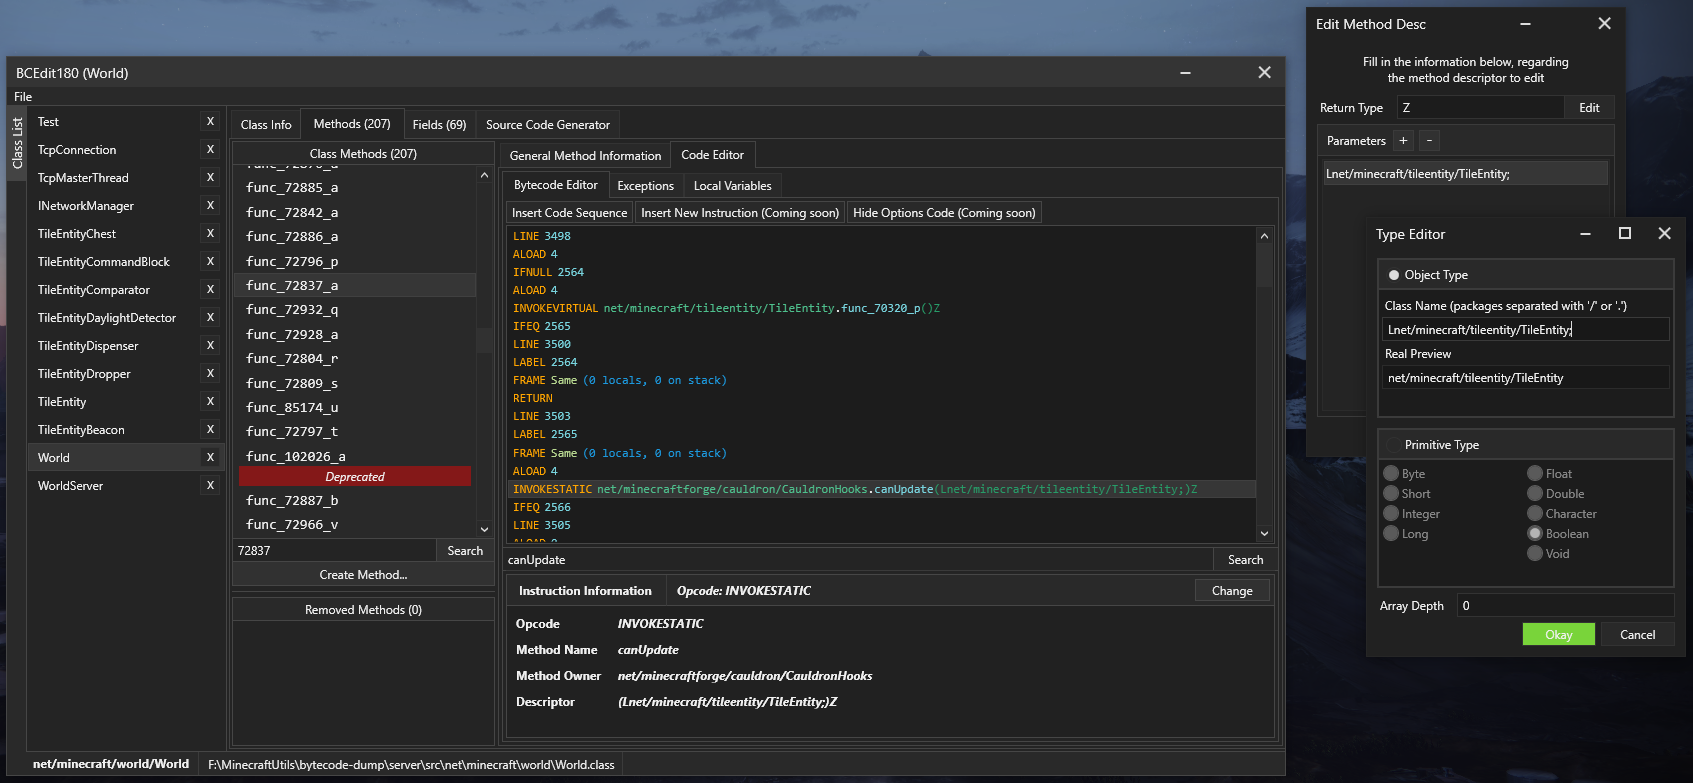 BCEdit180 (World)
File
Class List
Test X
TcpConnection X
TcpMasterThread X
INetworkManager X
TileEntityChest X
TileEntityCommandBlock X
TileEntityComparator X
TileEntityDaylightDetector X
TileEntityDispenser X
TileEntityDropper X
TileEntity X
TileEntityBeacon X
World X
WorldServer X
Class Info Methods (207) Fields (69) Source Code Generator
Class Methods (207)
func_72885_a
func_72842_a
func_72886_a
func_72796_p
func_72837_a
func_72932_q
func_72928_a
func_72804_r
func_72809_s
func_85174_u
func_72797_t
func_102026_a
Deprecated
func_72887_b
func_72966_v
72837 Search
Create Method...
Removed Methods (0)
General Method Information Code Editor
Bytecode Editor Exceptions Local Variables
Insert Code Sequence Insert New Instruction (Coming soon) Hide Options Code (Coming soon)
LINE 3498
ALOAD 4
IFNULL 2564
ALOAD 4
INVOKEVIRTUAL net/minecraft/tileentity/TileEntity.func_70320_p()Z
IFEQ 2565
LINE 3500
LABEL 2564
FRAME Same (0 locals, 0 on stack)
RETURN
LINE 3503
LABEL 2565
FRAME Same (0 locals, 0 on stack)
ALOAD 4
INVOKESTATIC net/minecraftforge/cauldron/CauldronHooks.canUpdate(Lnet/minecraft/tileentity/TileEntity;)Z
IFEQ 2566
LINE 3505
canUpdate Search
Instruction Information Opcode: INVOKESTATIC Change
Opcode INVOKESTATIC
Method Name canUpdate
Method Owner net/minecraftforge/cauldron/CauldronHooks
Descriptor (Lnet/minecraft/tileentity/TileEntity;)Z
net/minecraft/world/World F:\MinecraftUtils\bytecode-dump\server\src\net\minecraft\world\World.class
Edit Method Desc
Fill in the information below, regarding
the method descriptor to edit
Return Type Z Edit
Parameters + -
Lnet/minecraft/tileentity/TileEntity;
Type Editor
Object Type
Class Name (packages separated with '/' or '.')
Lnet/minecraft/tileentity/TileEntity;
Real Preview
net/minecraft/tileentity/TileEntity
Primitive Type
Byte Float
Short Double
Integer Character
Long Boolean
Void
Array Depth 0
Okay Cancel